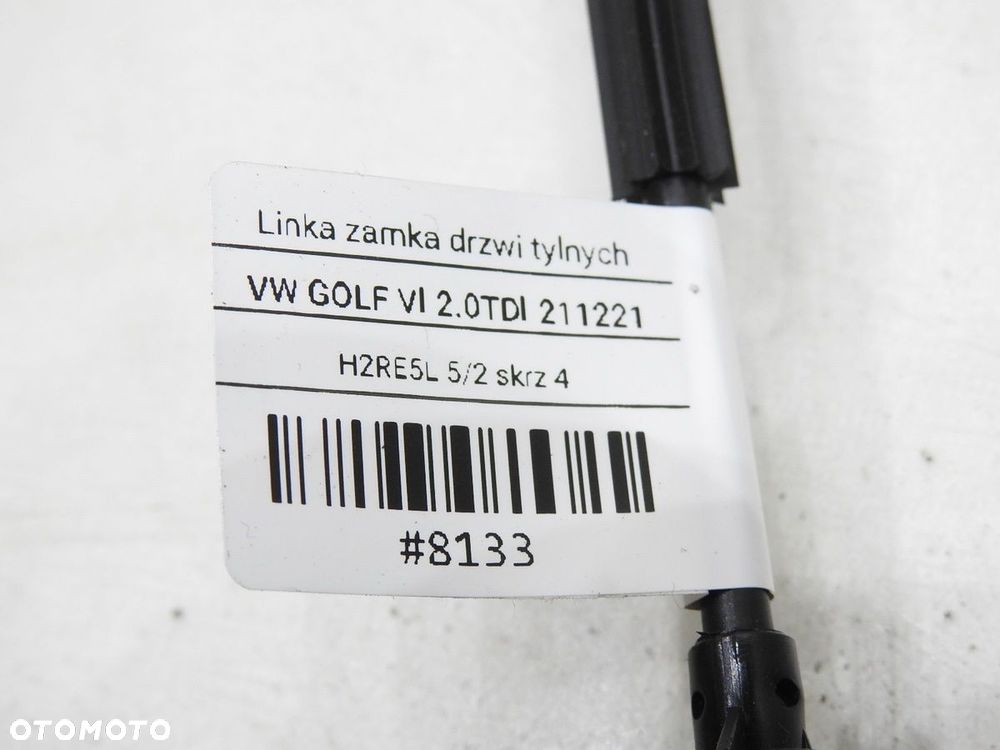 Linka zamka drzwi tylnych
VW GOLF VI 2.0TDI 211221
H2RE5L 5/2 skrz 4
#8133
OTOMOTO